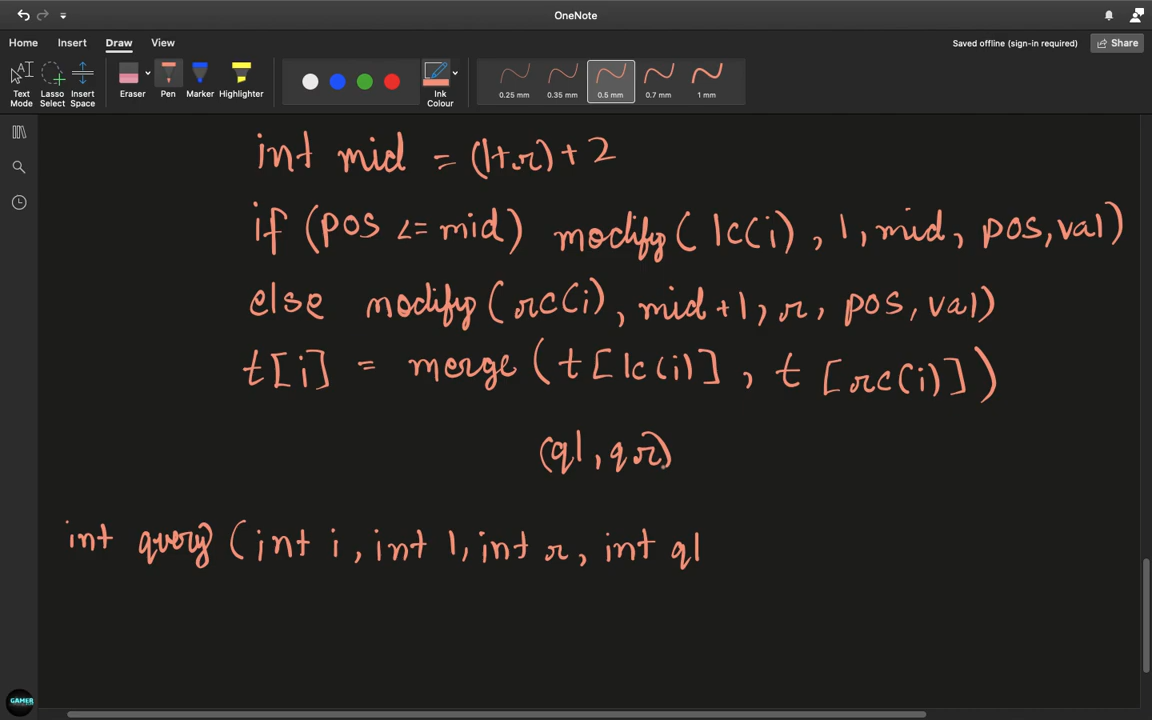 OneNote
Home Insert Draw View
Saved offline (sign-in required) Share
Text Mode Lasso Select Insert Space Eraser Pen Marker Highlighter Ink Colour 0.25 mm 0.35 mm 0.5 mm 0.7 mm 1 mm
int mid = (l+r)+2
if (pos <= mid) modify( lc(i) , l, mid, pos, val)
else modify( rc(i), mid+1, r, pos, val)
t[i] = merge ( t[lc(i)] , t [rc(i)])
(ql, qr)
int query (int i, int l, int r, int ql
GAMER